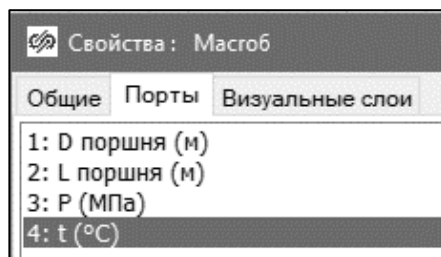 Свойства: Macro6
Общие Порты Визуальные слои
1: D поршня (м)
2: L поршня (м)
3: P (МПа)
4: t (°C)